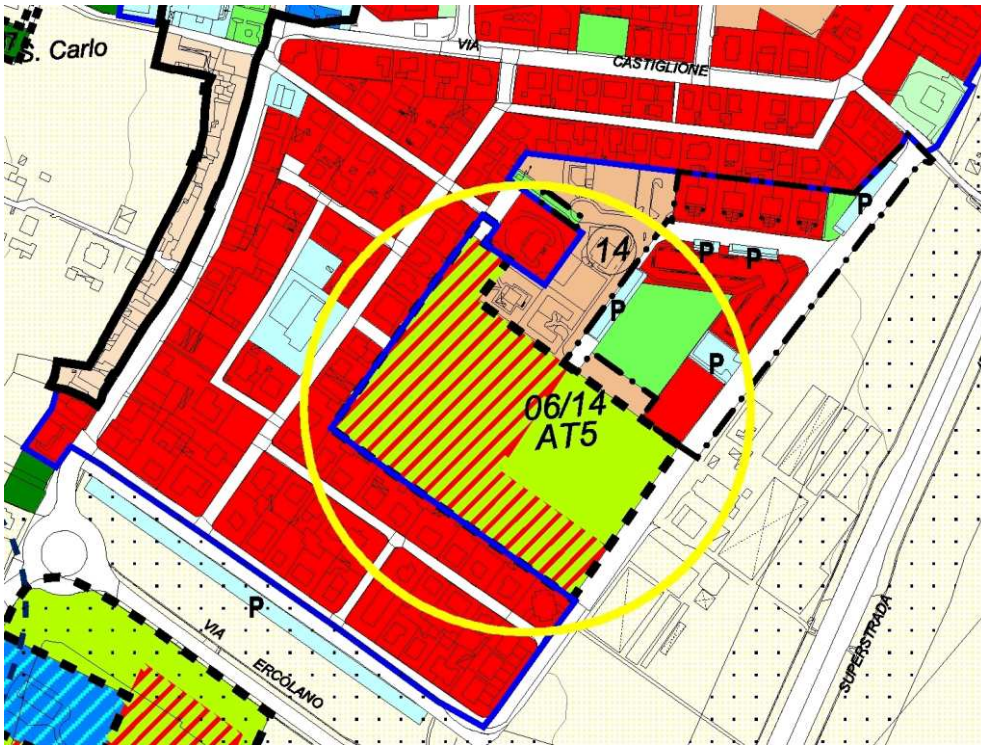 S. Carlo
VIA
CASTIGLIONE
14
P
P
P
P
06/14
AT5
P
VIA
ERCOLANO
SUPERSTRADA